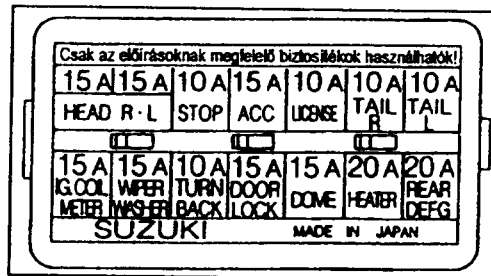 Csak az előírásoknak megfelelő biztosílékok használhatók!
15 A 15 A 10 A 15 A 10 A 10 A 10 A
HEAD R·L STOP ACC LICENSE TAIL R TAIL L
15 A 15 A 10 A 15 A 15 A 20 A 20 A
IG.COIL METER WIPER WASHER TURN BACK DOOR LOCK DOME HEATER REAR DEFG
SUZUKI MADE IN JAPAN